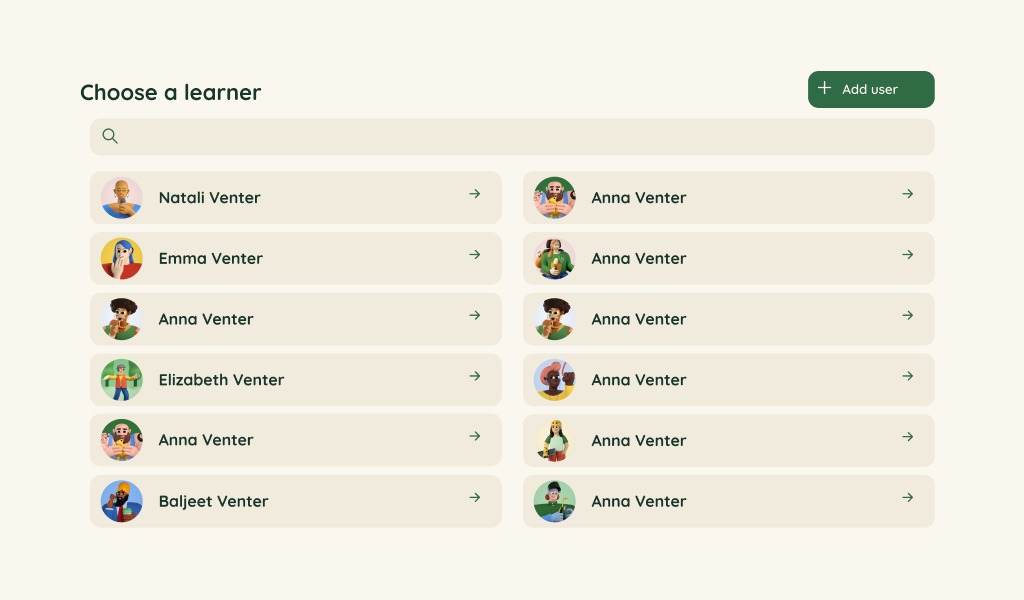 Choose a learner
Add user
Natali Venter
Anna Venter
Emma Venter
Anna Venter
Anna Venter
Anna Venter
Elizabeth Venter
Anna Venter
Anna Venter
Anna Venter
Baljeet Venter
Anna Venter